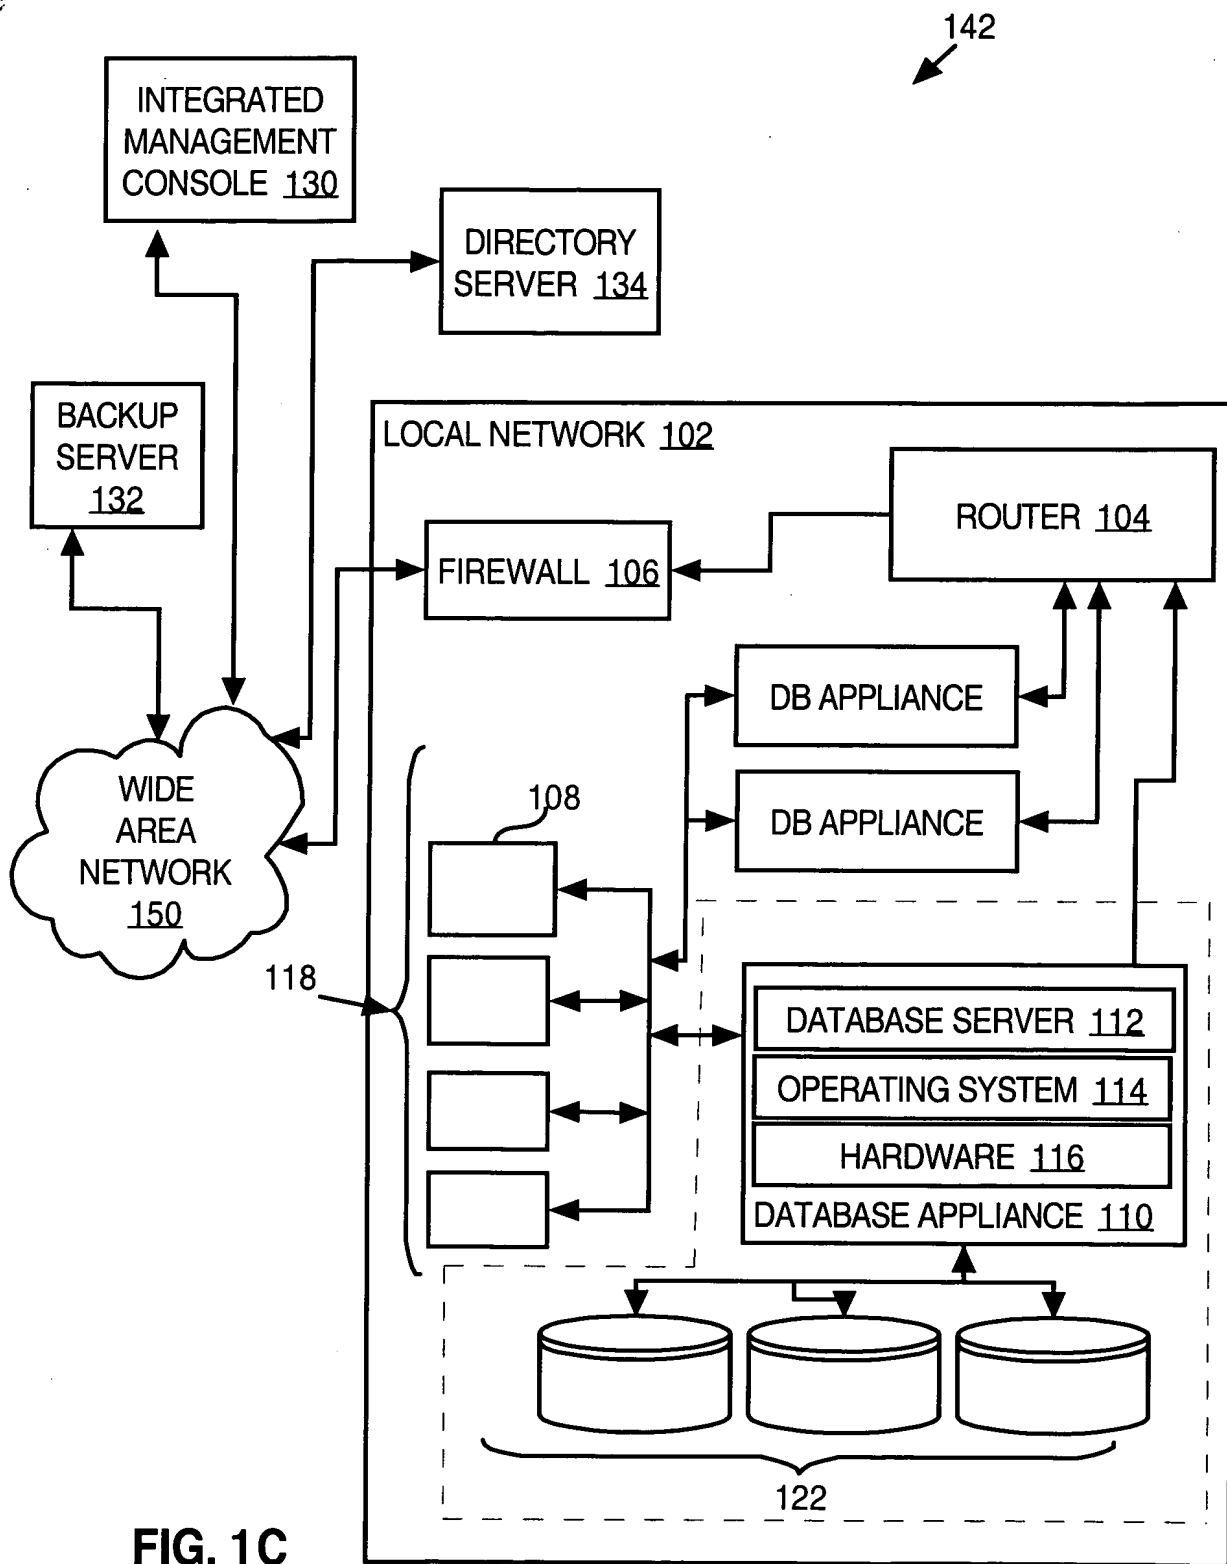 142
INTEGRATED
MANAGEMENT
CONSOLE 130
DIRECTORY
SERVER 134
BACKUP
SERVER
132
LOCAL NETWORK 102
ROUTER 104
FIREWALL 106
DB APPLIANCE
DB APPLIANCE
WIDE
AREA
NETWORK
150
108
118
DATABASE SERVER 112
OPERATING SYSTEM 114
HARDWARE 116
DATABASE APPLIANCE 110
122
FIG. 1C